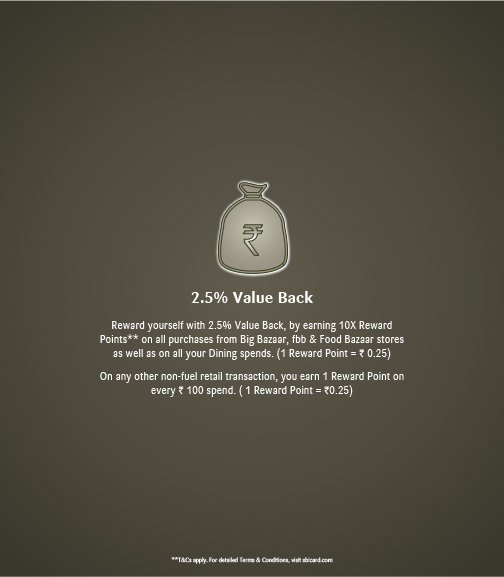 ₹
2.5% Value Back
Reward yourself with 2.5% Value Back, by earning 10X Reward
Points** on all purchases from Big Bazaar, fbb & Food Bazaar stores
as well as on all your Dining spends. (1 Reward Point = ₹ 0.25)
On any other non-fuel retail transaction, you earn 1 Reward Point on
every ₹ 100 spend. ( 1 Reward Point = ₹0.25)
**T&Cs apply. For detailed Terms & Conditions, visit sbicard.com